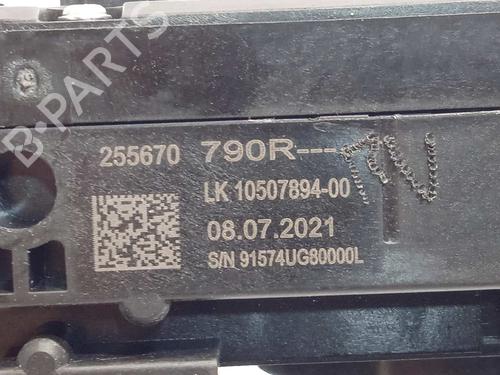 B-PARTS
255670 790R---
LK 10507894-00
08.07.2021
S/N 91574UG80000L